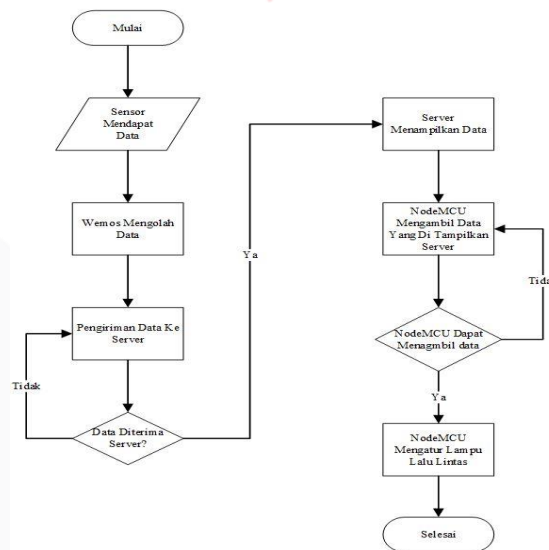 Mulai
Sensor
Mendapat
Data
Wemos Mengolah
Data
Pengiriman Data Ke
Server
Tidak
Data Diterima
Server?
Ya
Server
Menampilkan Data
NodeMCU
Mengambil Data
Yang Di Tampilkan
Server
Tidak
NodeMCU Dapat
Menagmbil data
Ya
NodeMCU
Mengatur Lampu
Lalu Lintas
Selesai